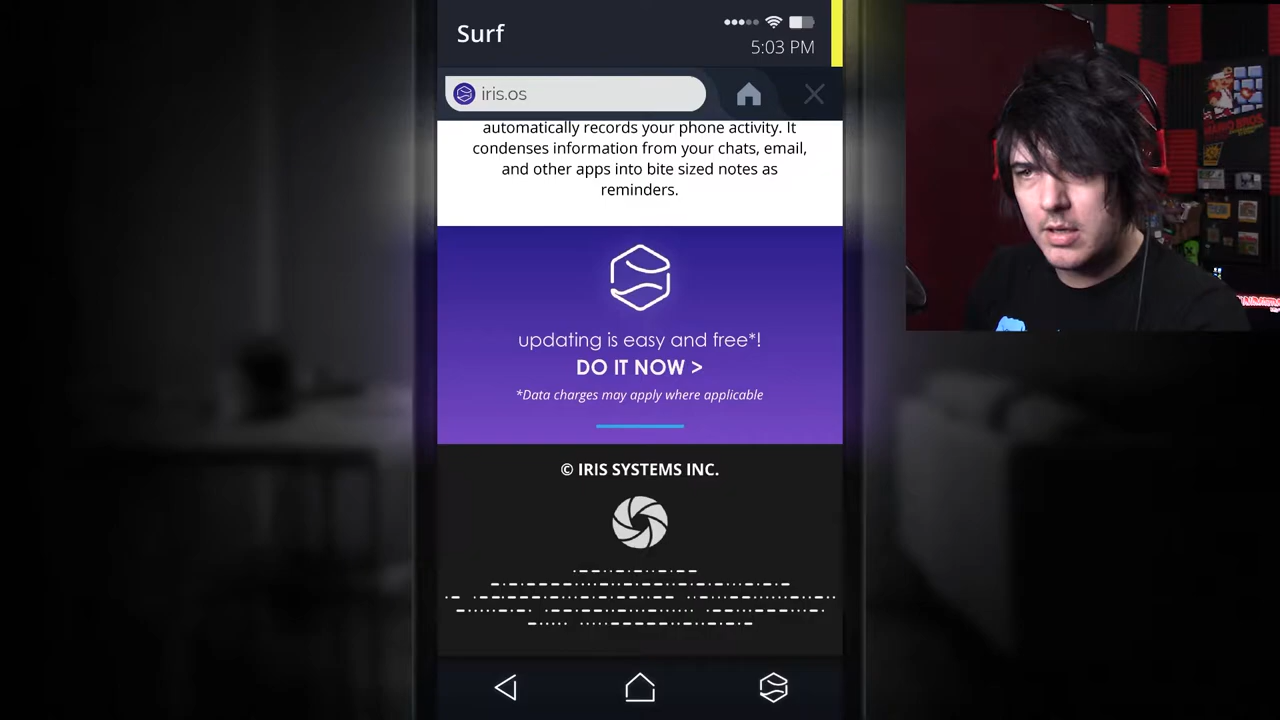 Surf
5:03 PM
iris.os
automatically records your phone activity. It
condenses information from your chats, email,
and other apps into bite sized notes as
reminders.
updating is easy and free*!
DO IT NOW >
*Data charges may apply where applicable
© IRIS SYSTEMS INC.
MARIO BROS.